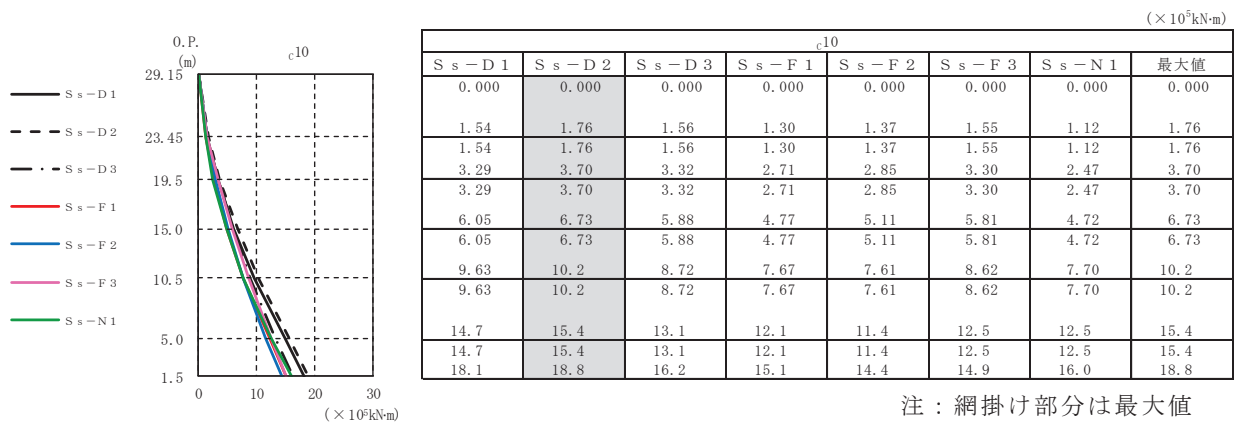 O.P.
(m)
c10
29.15
23.45
19.5
15.0
10.5
5.0
1.5
0 10 20 30
(×10⁵kN·m)
Ｓｓ－Ｄ１
Ｓｓ－Ｄ２
Ｓｓ－Ｄ３
Ｓｓ－Ｆ１
Ｓｓ－Ｆ２
Ｓｓ－Ｆ３
Ｓｓ－Ｎ１
(×10⁵kN·m)
c10
Ｓｓ－Ｄ１ Ｓｓ－Ｄ２ Ｓｓ－Ｄ３ Ｓｓ－Ｆ１ Ｓｓ－Ｆ２ Ｓｓ－Ｆ３ Ｓｓ－Ｎ１ 最大値
0.000 0.000 0.000 0.000 0.000 0.000 0.000 0.000
1.54 1.76 1.56 1.30 1.37 1.55 1.12 1.76
1.54 1.76 1.56 1.30 1.37 1.55 1.12 1.76
3.29 3.70 3.32 2.71 2.85 3.30 2.47 3.70
3.29 3.70 3.32 2.71 2.85 3.30 2.47 3.70
6.05 6.73 5.88 4.77 5.11 5.81 4.72 6.73
6.05 6.73 5.88 4.77 5.11 5.81 4.72 6.73
9.63 10.2 8.72 7.67 7.61 8.62 7.70 10.2
9.63 10.2 8.72 7.67 7.61 8.62 7.70 10.2
14.7 15.4 13.1 12.1 11.4 12.5 12.5 15.4
14.7 15.4 13.1 12.1 11.4 12.5 12.5 15.4
18.1 18.8 16.2 15.1 14.4 14.9 16.0 18.8
注：網掛け部分は最大値